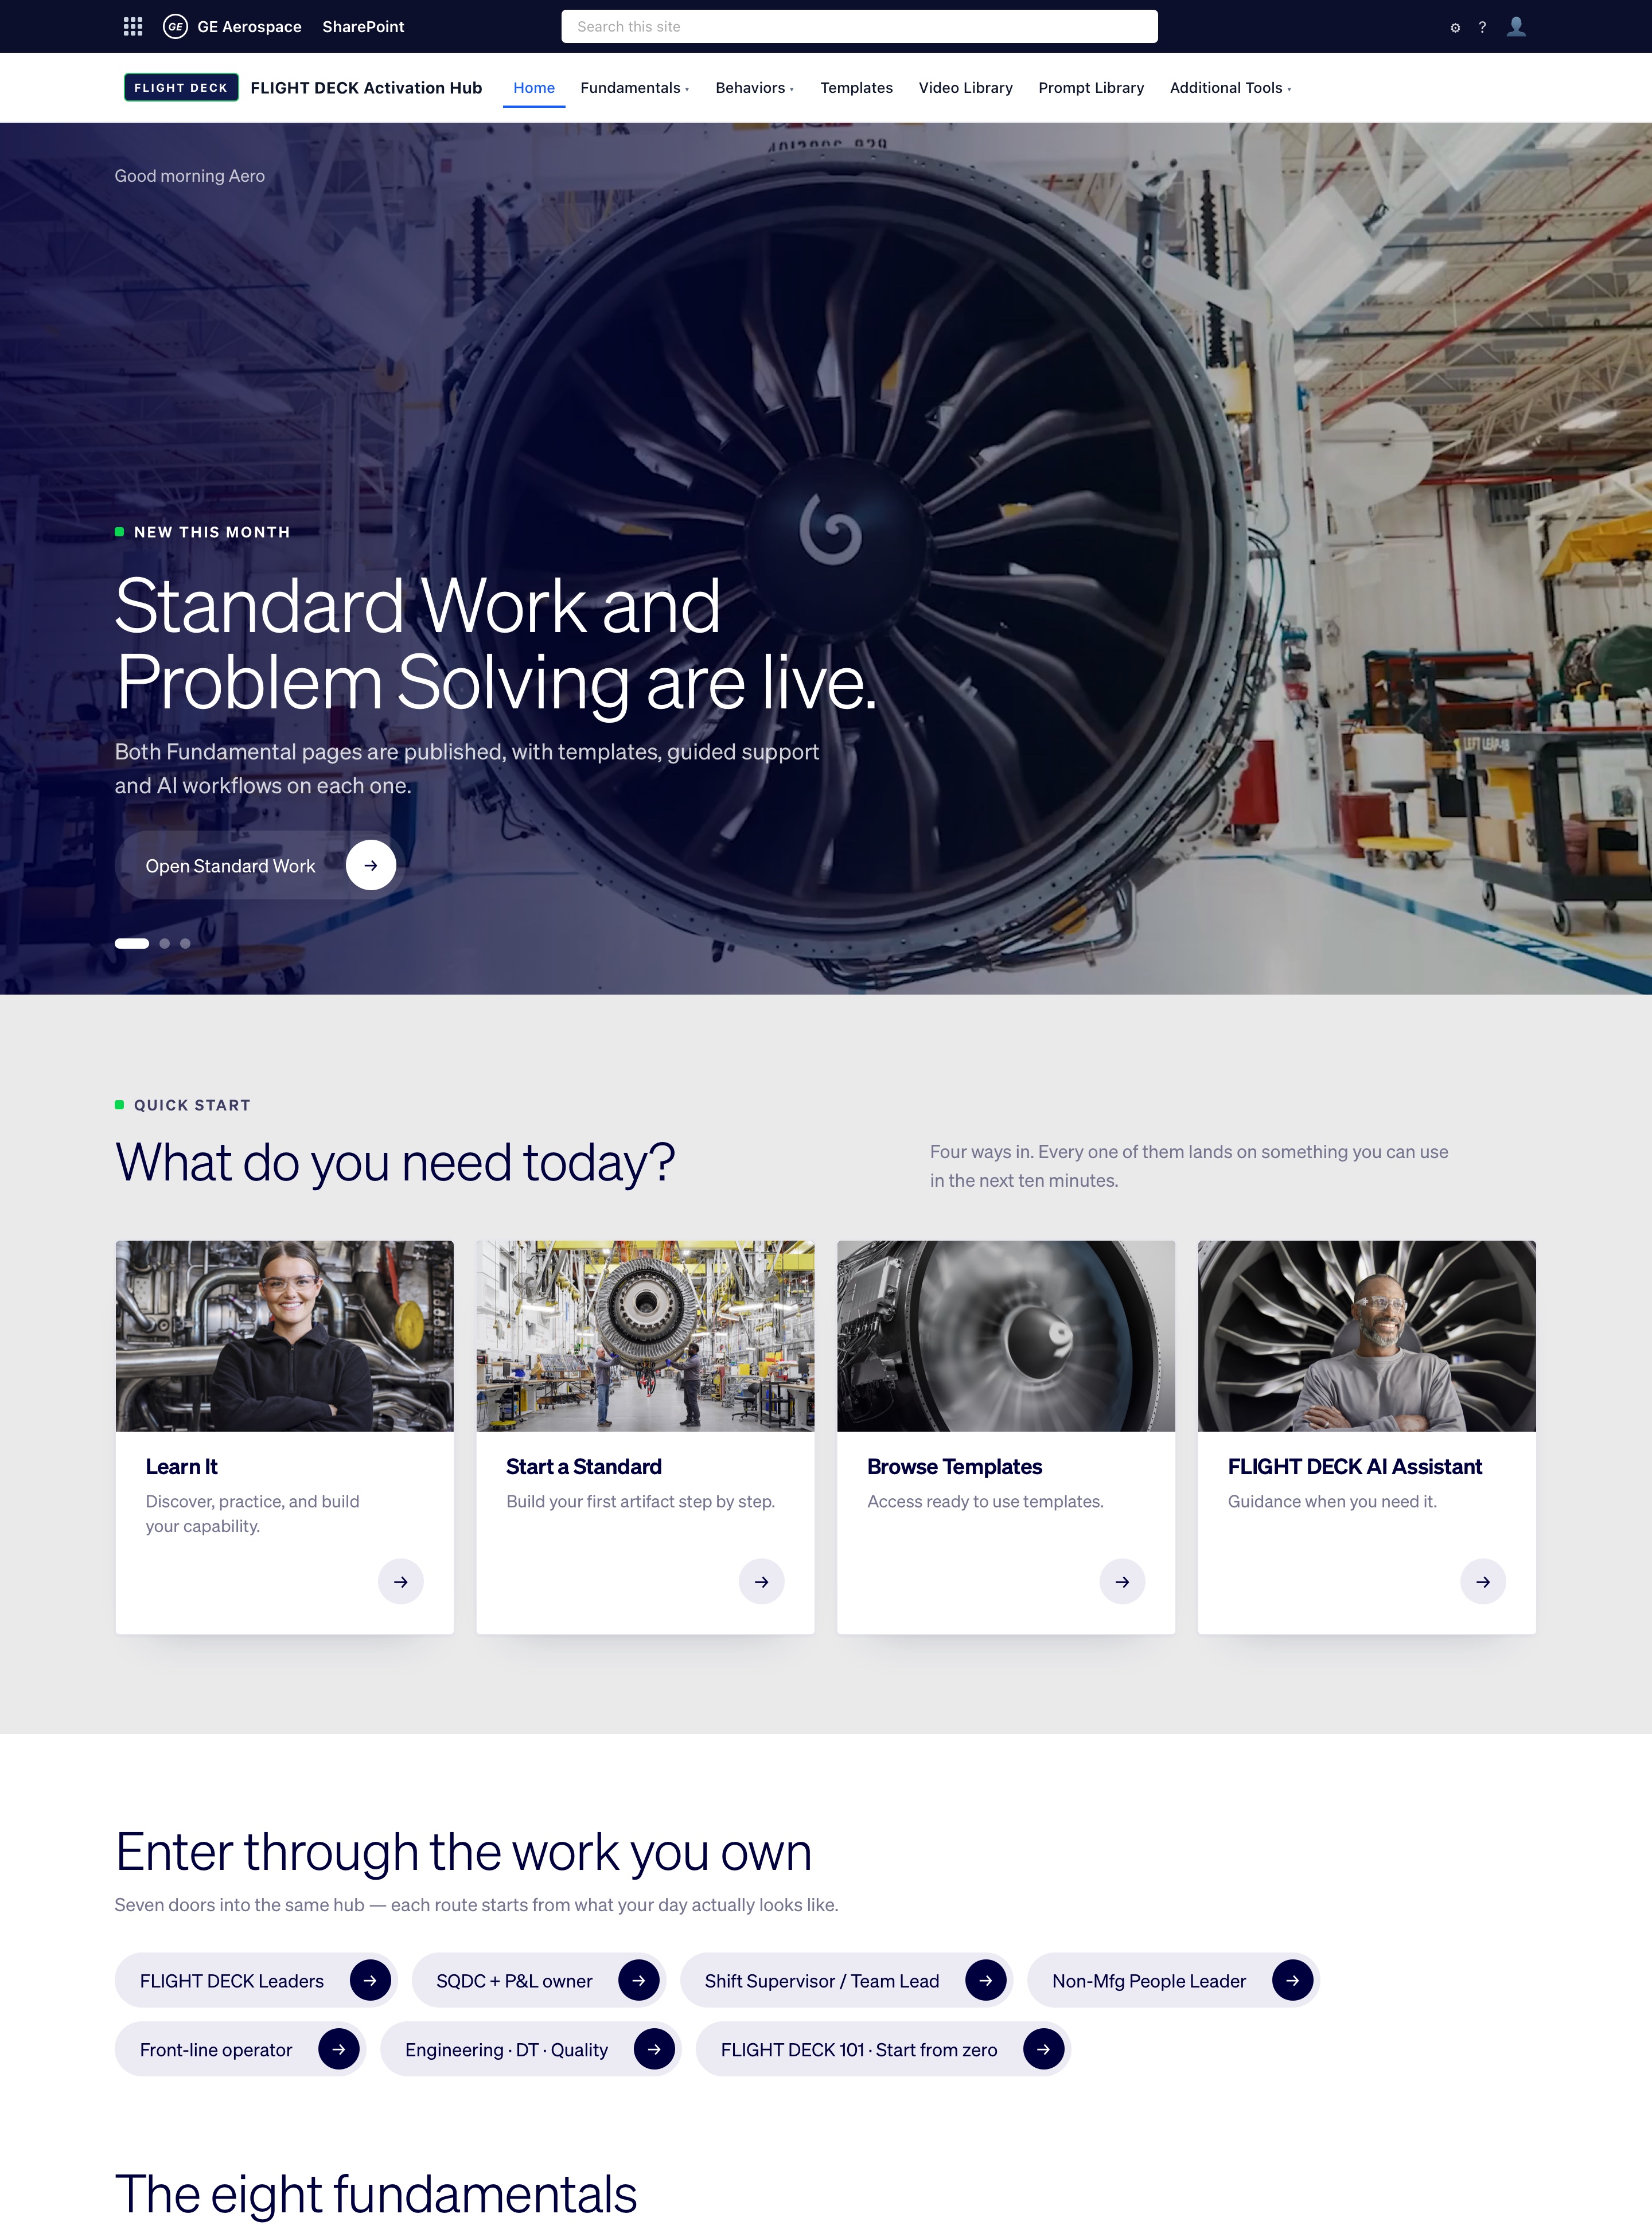 GE
GE Aerospace
SharePoint
Search this site
?
FLIGHT DECK
FLIGHT DECK Activation Hub
Home
Fundamentals
Behaviors
Templates
Video Library
Prompt Library
Additional Tools
Good morning Aero
NEW THIS MONTH
Standard Work and
Problem Solving are live.
Both Fundamental pages are published, with templates, guided support
and AI workflows on each one.
LEFT LEAP-1B
Open Standard Work
QUICK START
What do you need today?
Four ways in. Every one of them lands on something you can use
in the next ten minutes.
Learn It
Discover, practice, and build
your capability.
Start a Standard
Build your first artifact step by step.
Browse Templates
Access ready to use templates.
FLIGHT DECK AI Assistant
Guidance when you need it.
Enter through the work you own
Seven doors into the same hub — each route starts from what your day actually looks like.
FLIGHT DECK Leaders
SQDC + P&L owner
Shift Supervisor / Team Lead
Non-Mfg People Leader
Front-line operator
Engineering · DT · Quality
FLIGHT DECK 101 · Start from zero
The eight fundamentals